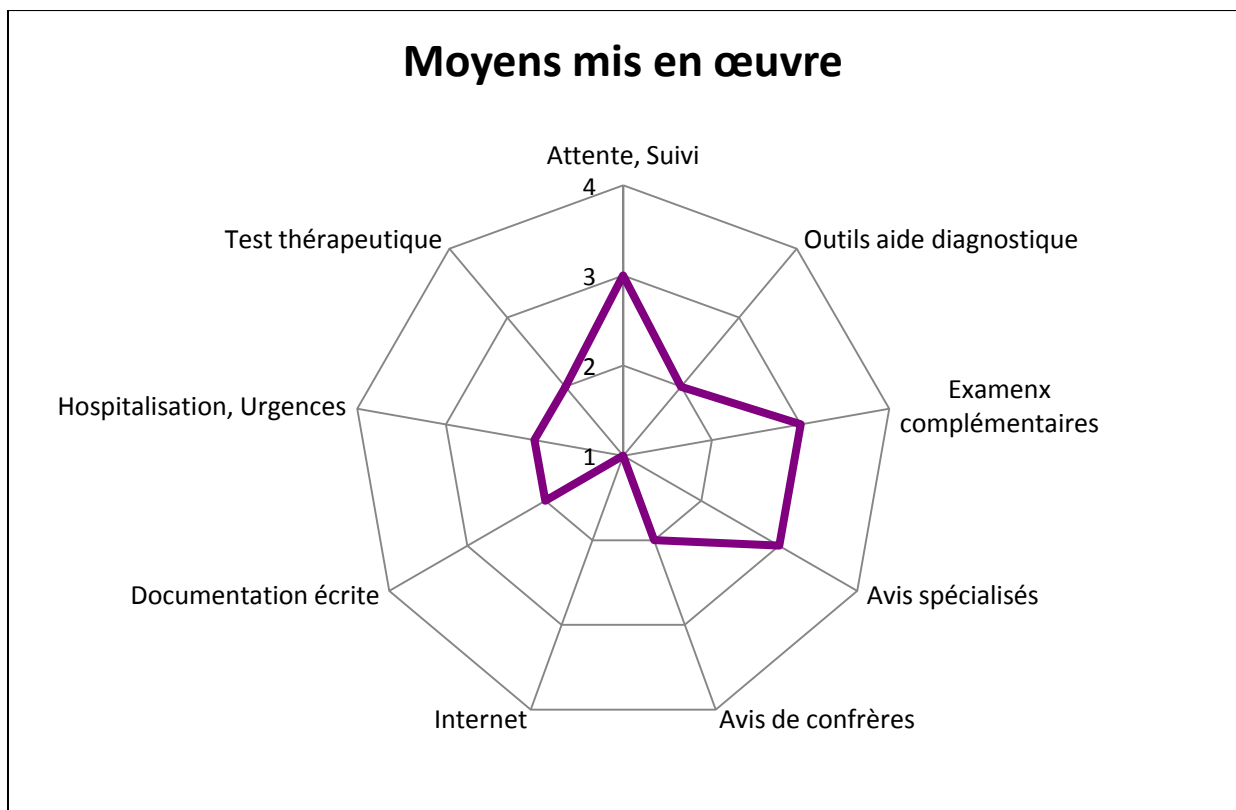 Moyens mis en œuvre
Attente, Suivi
4
Test thérapeutique
Outils aide diagnostique
3
2
Hospitalisation, Urgences
Examenx
complémentaires
1
Documentation écrite
Avis spécialisés
Internet
Avis de confrères